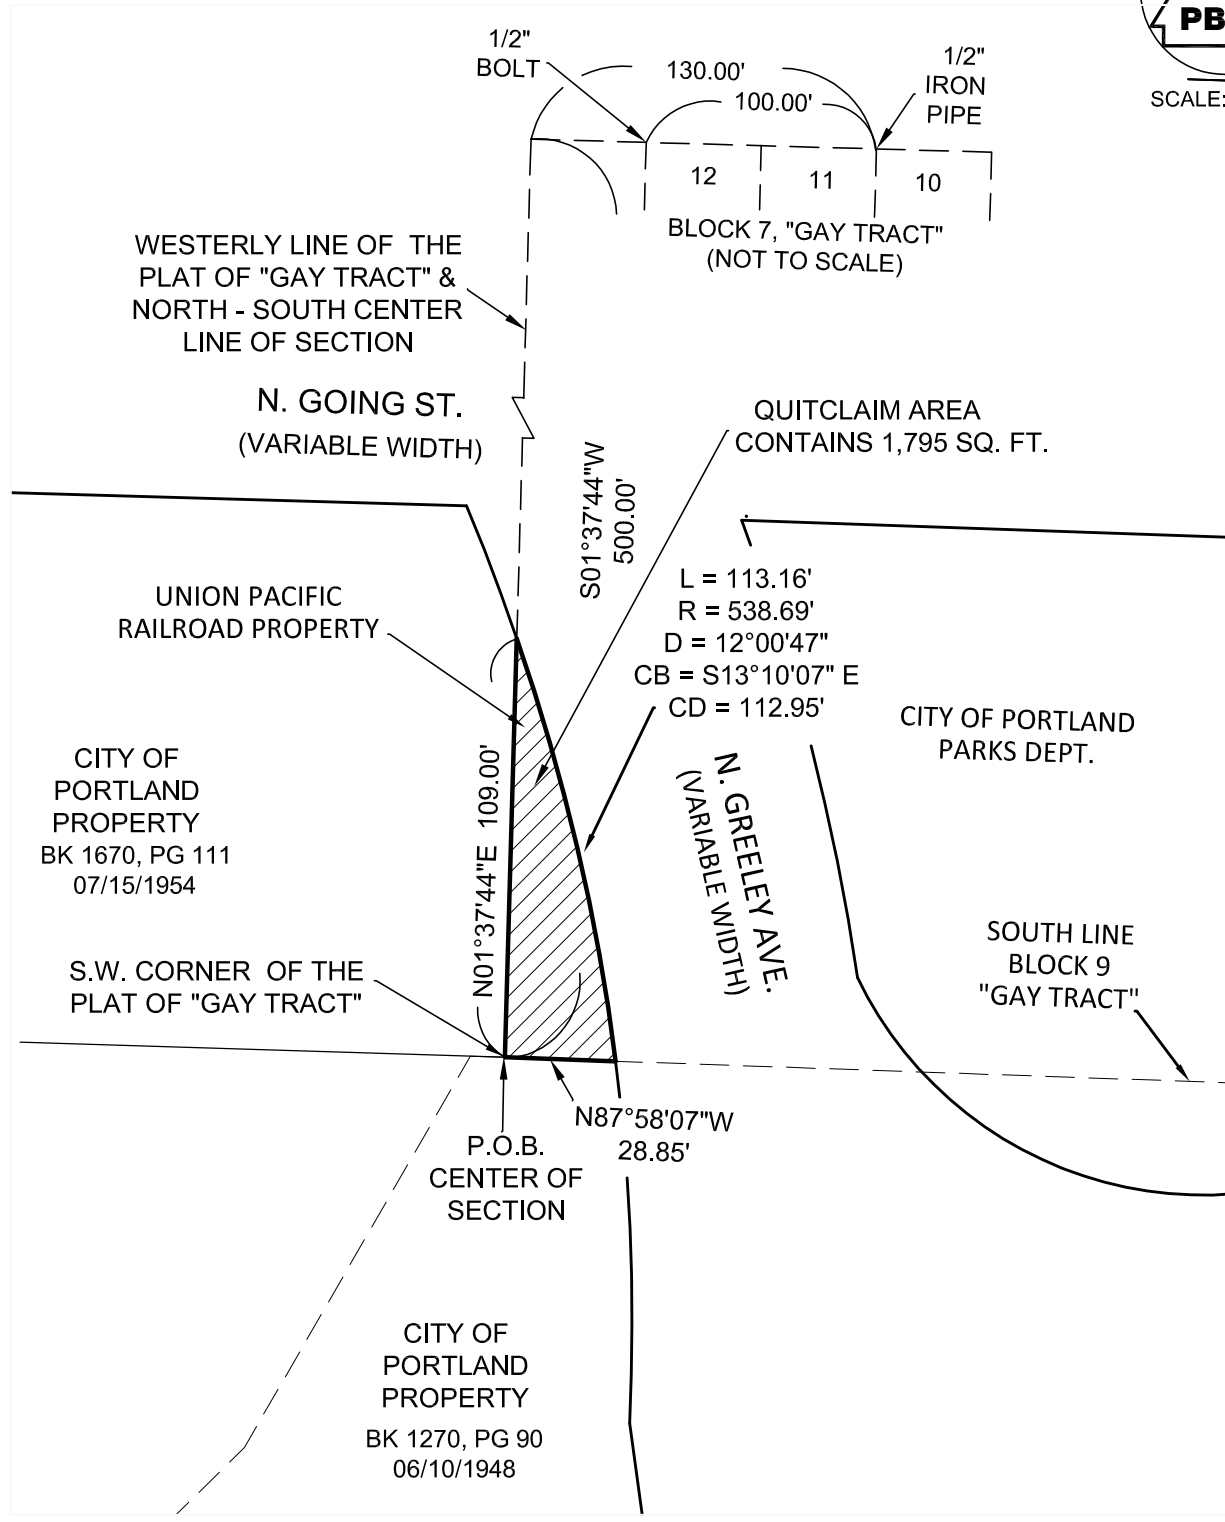 PB
SCALE:
1/2"
BOLT
130.00'
100.00'
1/2"
IRON
PIPE
12
11
10
BLOCK 7, "GAY TRACT"
(NOT TO SCALE)
WESTERLY LINE OF THE
PLAT OF "GAY TRACT" &
NORTH - SOUTH CENTER
LINE OF SECTION
N. GOING ST.
(VARIABLE WIDTH)
QUITCLAIM AREA
CONTAINS 1,795 SQ. FT.
S01°37'44"W
500.00'
UNION PACIFIC
RAILROAD PROPERTY
L = 113.16'
R = 538.69'
D = 12°00'47"
CB = S13°10'07" E
CD = 112.95'
CITY OF PORTLAND
PARKS DEPT.
CITY OF
PORTLAND
PROPERTY
BK 1670, PG 111
07/15/1954
N01°37'44"E 109.00'
N. GREELEY AVE.
(VARIABLE WIDTH)
S.W. CORNER OF THE
PLAT OF "GAY TRACT"
SOUTH LINE
BLOCK 9
"GAY TRACT"
N87°58'07"W
28.85'
P.O.B.
CENTER OF
SECTION
CITY OF
PORTLAND
PROPERTY
BK 1270, PG 90
06/10/1948